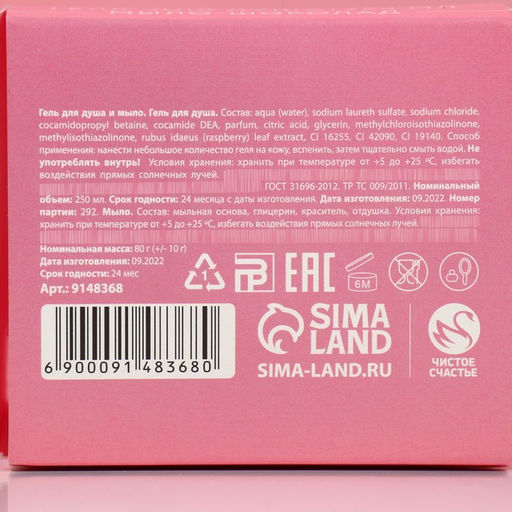 Гель для душа и мыло. Гель для душа. Состав: aqua (water), sodium laureth sulfate, sodium chloride,
cocamidopropyl betaine, cocamide DEA, parfum, citric acid, glycerin, methylchloroisothiazolinone,
methylisothiazolinone, rubus idaeus (raspberry) leaf extract, CI 16255, CI 42090, CI 19140. Способ
применения: нанести небольшое количество геля на кожу, вспенить, затем тщательно смыть водой. Не
употреблять внутрь! Условия хранения: хранить при температуре от +5 до +25 ºС, избегать
воздействия прямых солнечных лучей.
ГОСТ 31696-2012. ТР ТС 009/2011. Номинальный
объем: 250 мл. Срок годности: 24 месяца с даты изготовления. Дата изготовления: 09.2022. Номер
партии: 292. Мыло. Состав: мыльная основа, глицерин, краситель, отдушка. Условия хранения:
хранить при температуре от +5 до +25 ºС, избегать воздействия прямых солнечных лучей.
Номинальная масса: 80 г (+/- 10 г)
Дата изготовления: 09.2022
Срок годности: 24 мес
Арт.: 9148368
1
РБ
EAC
6M
SIMA
LAND
SIMA-LAND.RU
ЧИСТОЕ
СЧАСТЬЕ
6 900091 483680